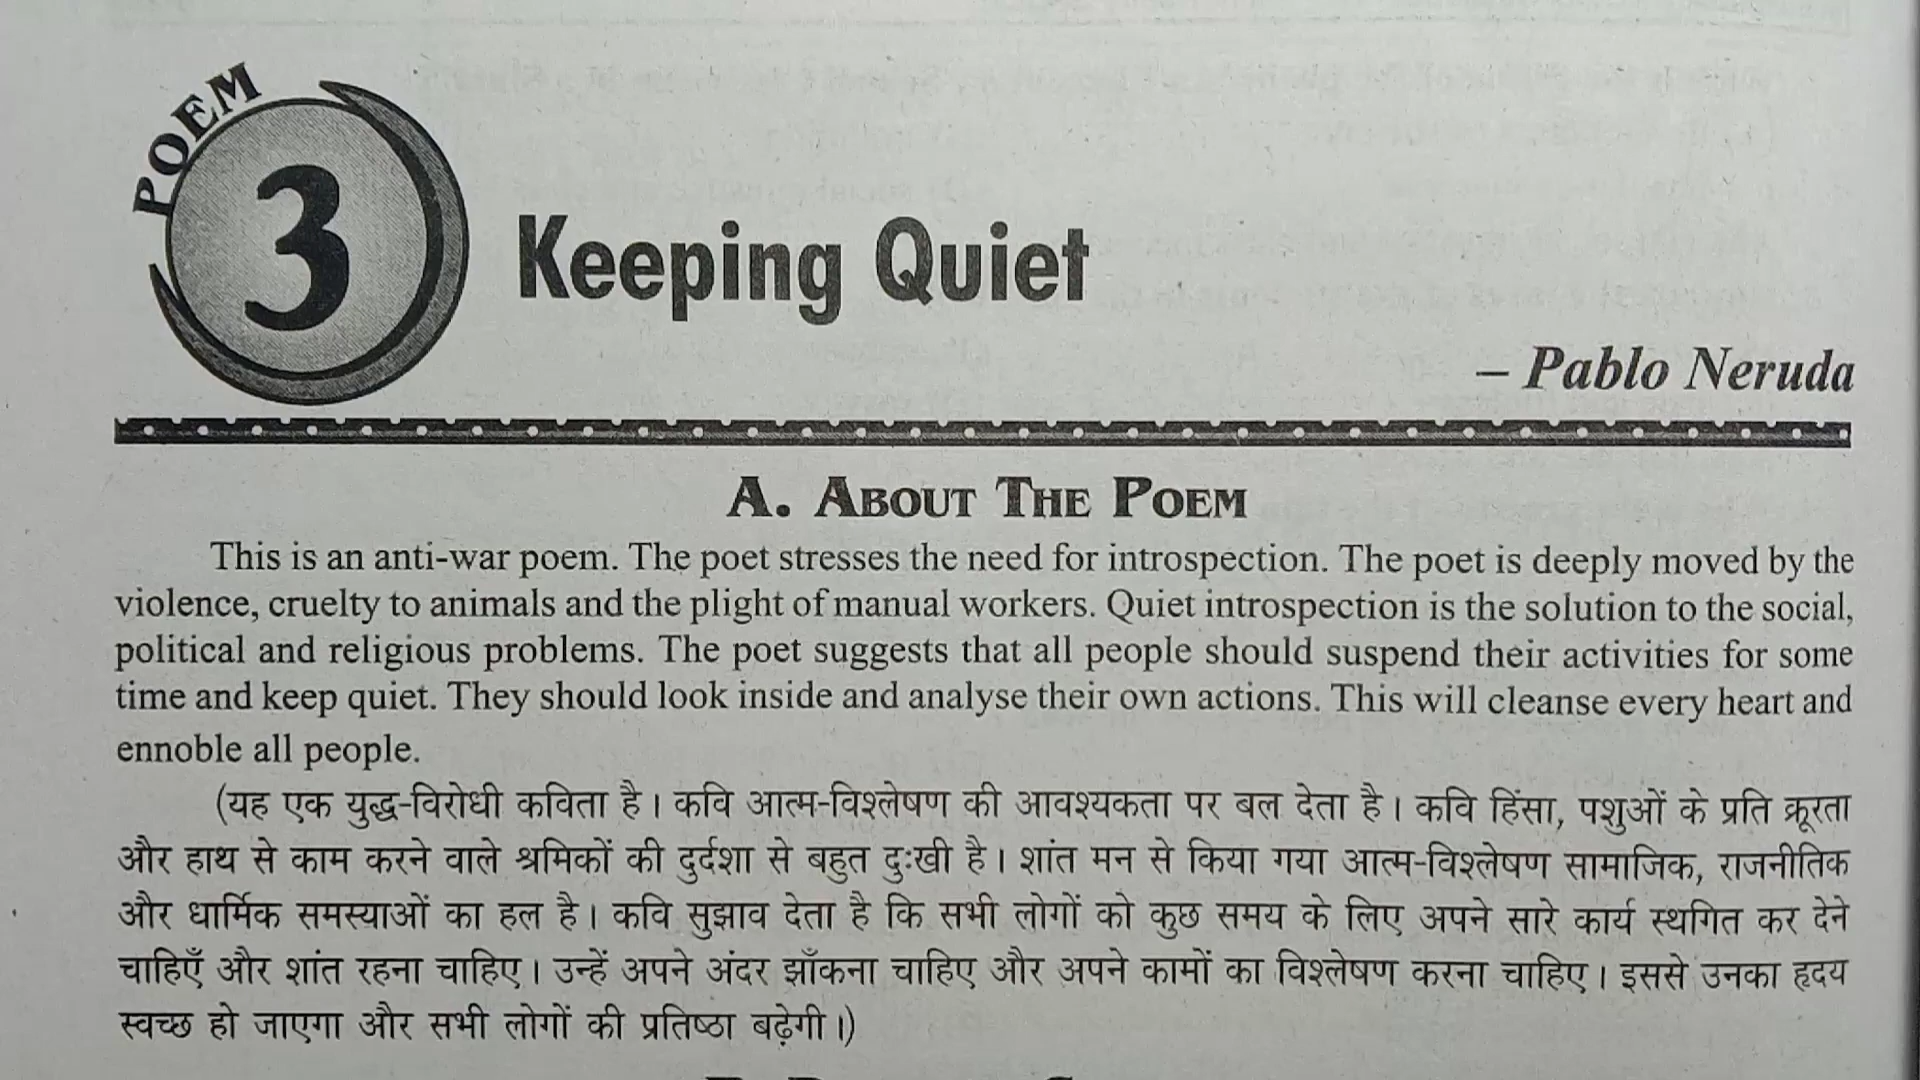 POEM
3
Keeping Quiet
– Pablo Neruda
A. ABOUT THE POEM
This is an anti-war poem. The poet stresses the need for introspection. The poet is deeply moved by the
violence, cruelty to animals and the plight of manual workers. Quiet introspection is the solution to the social,
political and religious problems. The poet suggests that all people should suspend their activities for some
time and keep quiet. They should look inside and analyse their own actions. This will cleanse every heart and
ennoble all people.
(यह एक युद्ध-विरोधी कविता है। कवि आत्म-विश्लेषण की आवश्यकता पर बल देता है। कवि हिंसा, पशुओं के प्रति क्रूरता
और हाथ से काम करने वाले श्रमिकों की दुर्दशा से बहुत दुःखी है। शांत मन से किया गया आत्म-विश्लेषण सामाजिक, राजनीतिक
और धार्मिक समस्याओं का हल है। कवि सुझाव देता है कि सभी लोगों को कुछ समय के लिए अपने सारे कार्य स्थगित कर देने
चाहिएँ और शांत रहना चाहिए। उन्हें अपने अंदर झाँकना चाहिए और अपने कामों का विश्लेषण करना चाहिए। इससे उनका हृदय
स्वच्छ हो जाएगा और सभी लोगों की प्रतिष्ठा बढ़ेगी।)